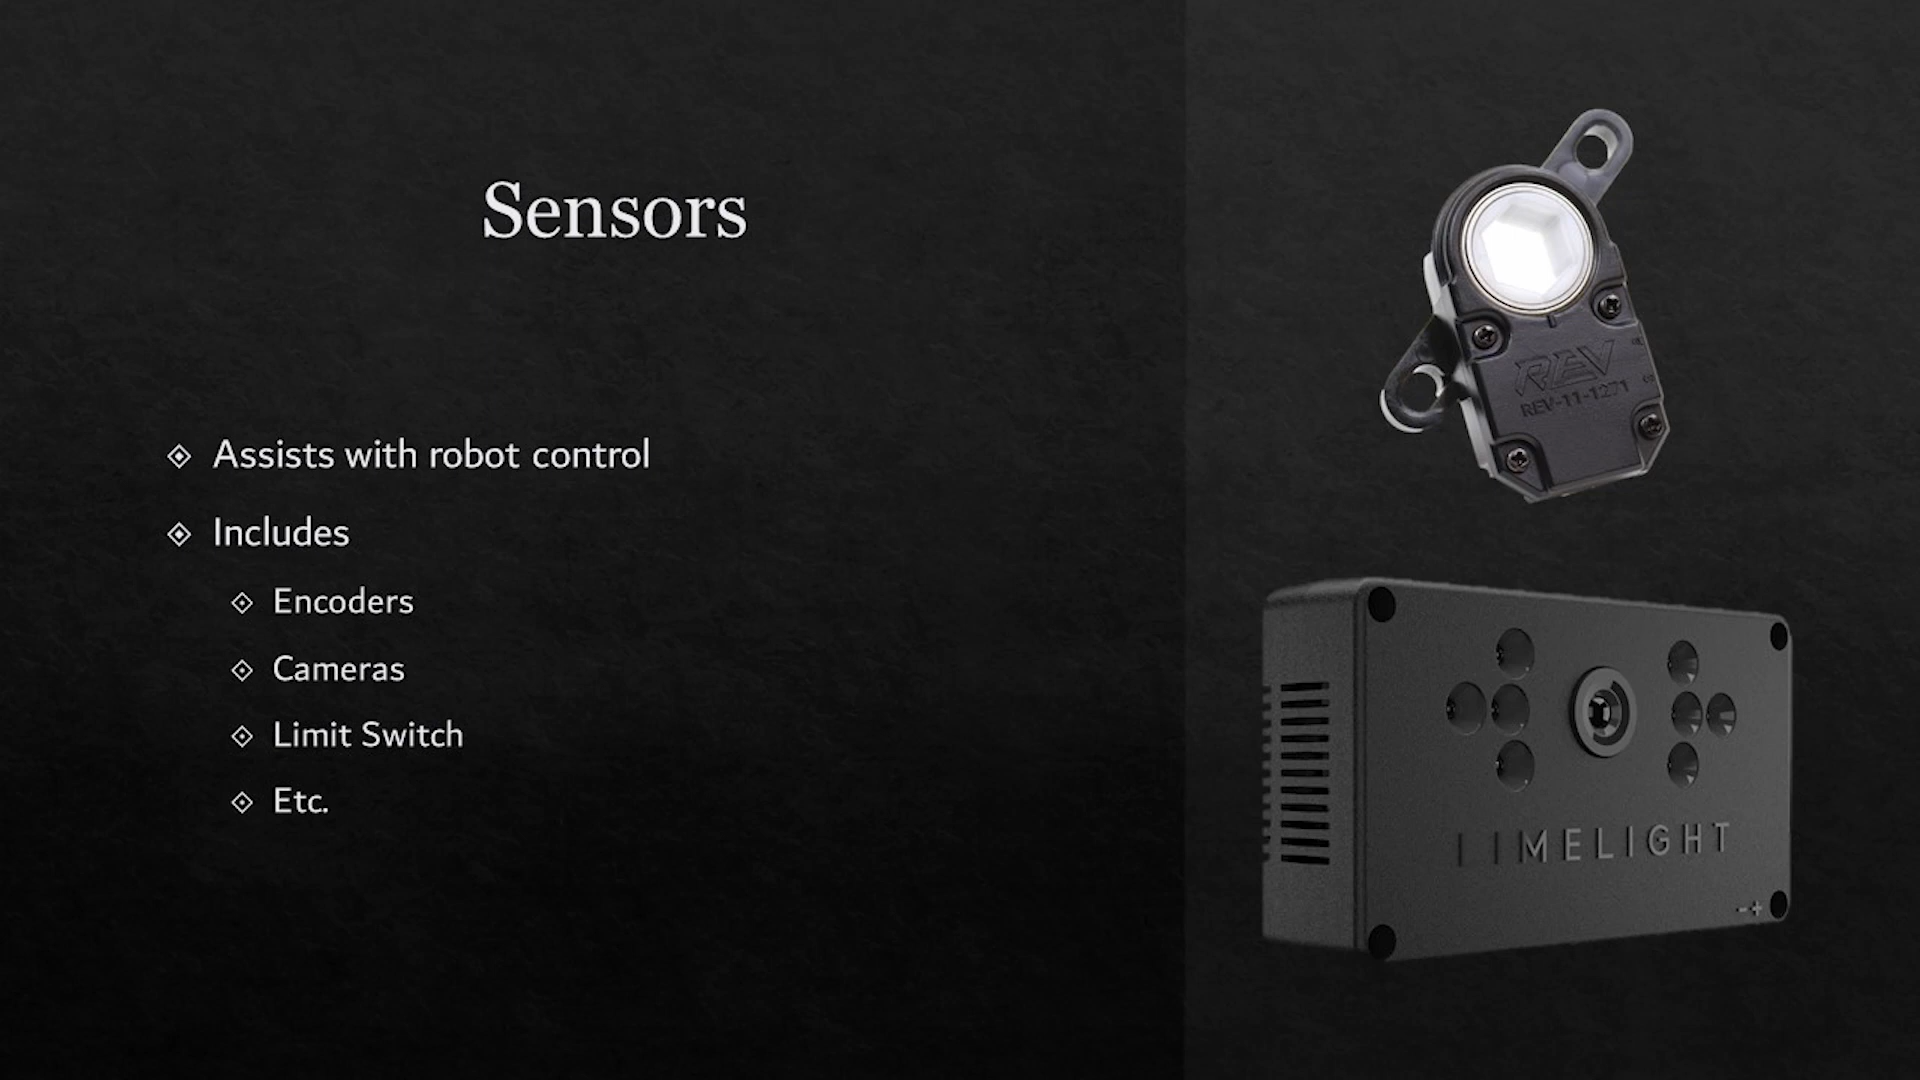 Sensors
Assists with robot control
Includes
Encoders
Cameras
Limit Switch
Etc.
REV
REV-11-1271
LIMELIGHT
-+